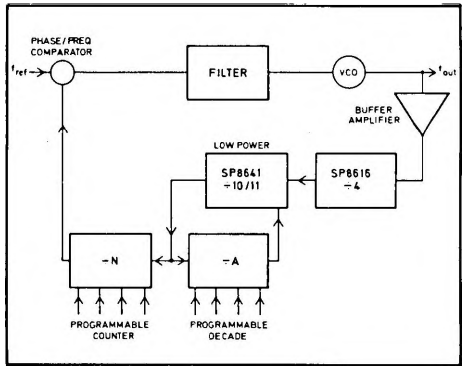 PHASE/FREQ
COMPARATOR
fref
FILTER
VCO
fout
BUFFER
AMPLIFIER
LOW POWER
SP8641
÷10/11
SP8616
÷4
÷N
÷A
PROGRAMMABLE
COUNTER
PROGRAMMABLE
DECADE